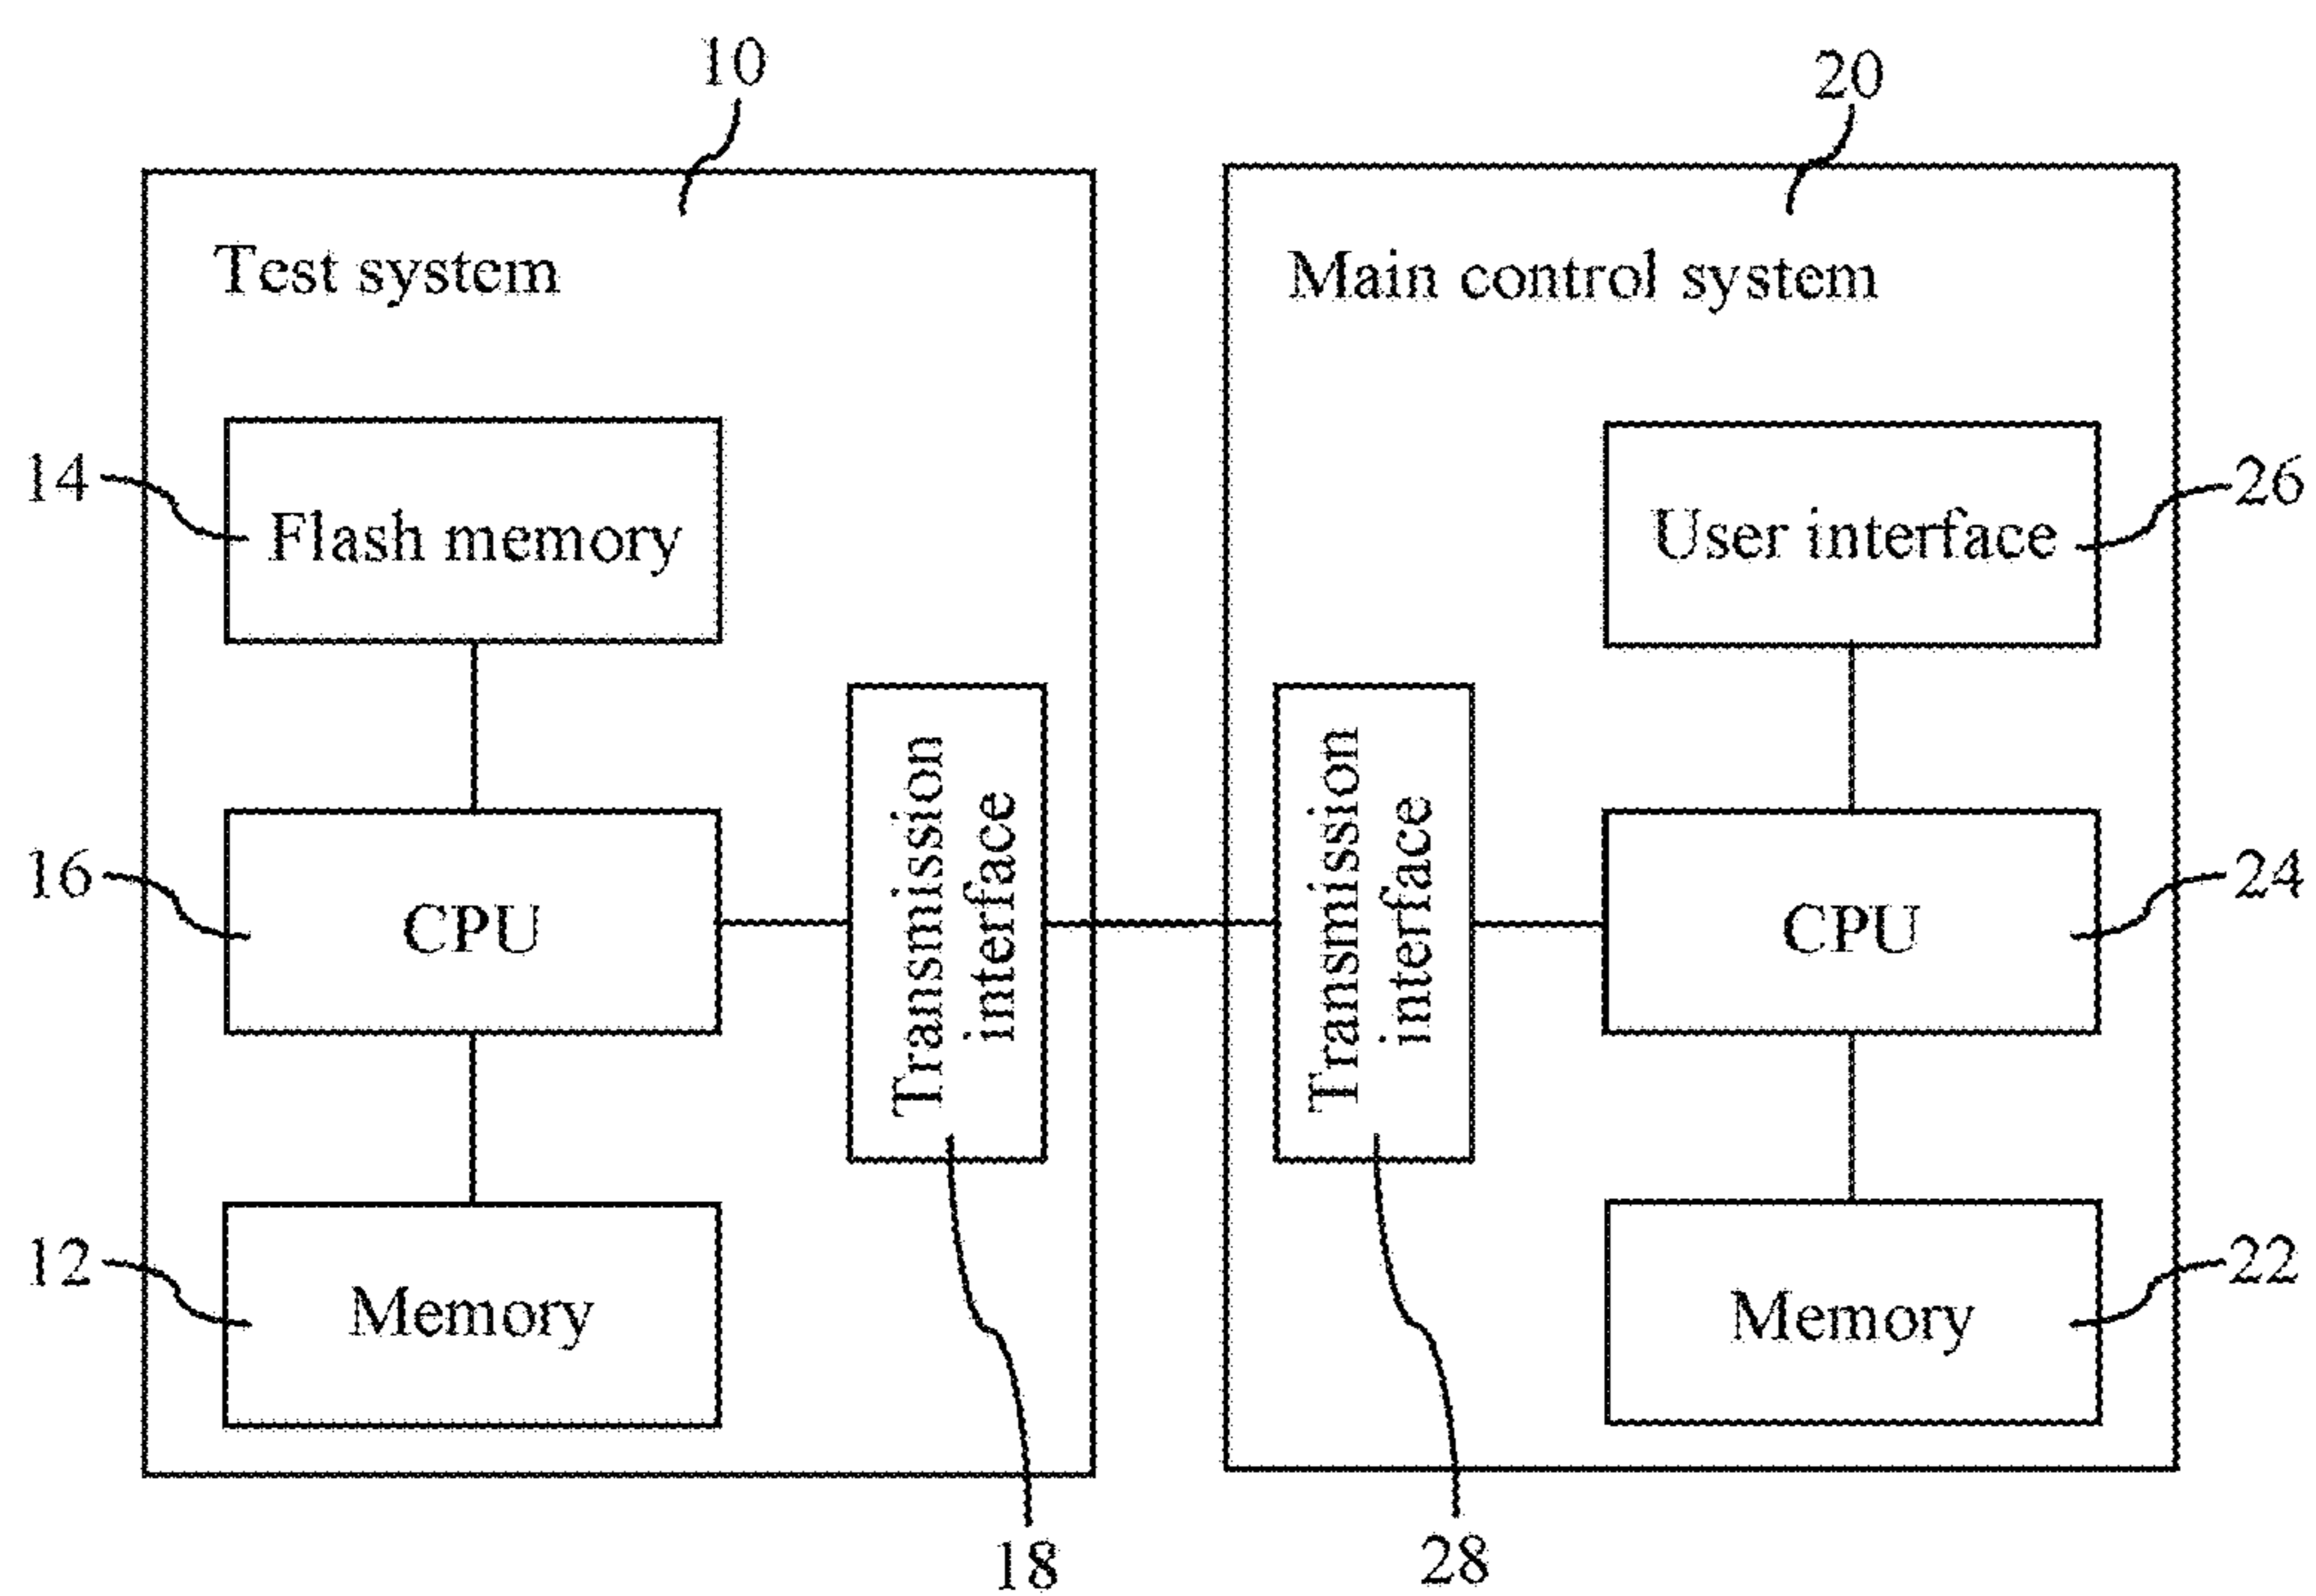 10
20
Test system
Main control system
14
Flash memory
User interface
26
Transmission
interface
Transmission
interface
16
CPU
CPU
24
12
Memory
Memory
22
18
28